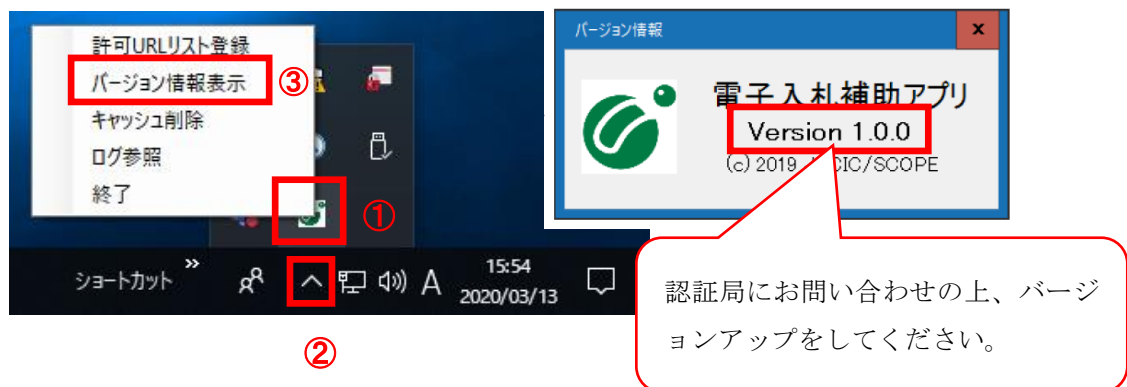 許可URLリスト登録
バージョン情報表示
③
キャッシュ削除
ログ参照
終了
①
ショートカット
»
A
15:54
2020/03/13
②
バージョン情報
x
電子入札補助アプリ
Version 1.0.0
(c) 2019 CIC/SCOPE
認証局にお問い合わせの上、バージ
ョンアップをしてください。